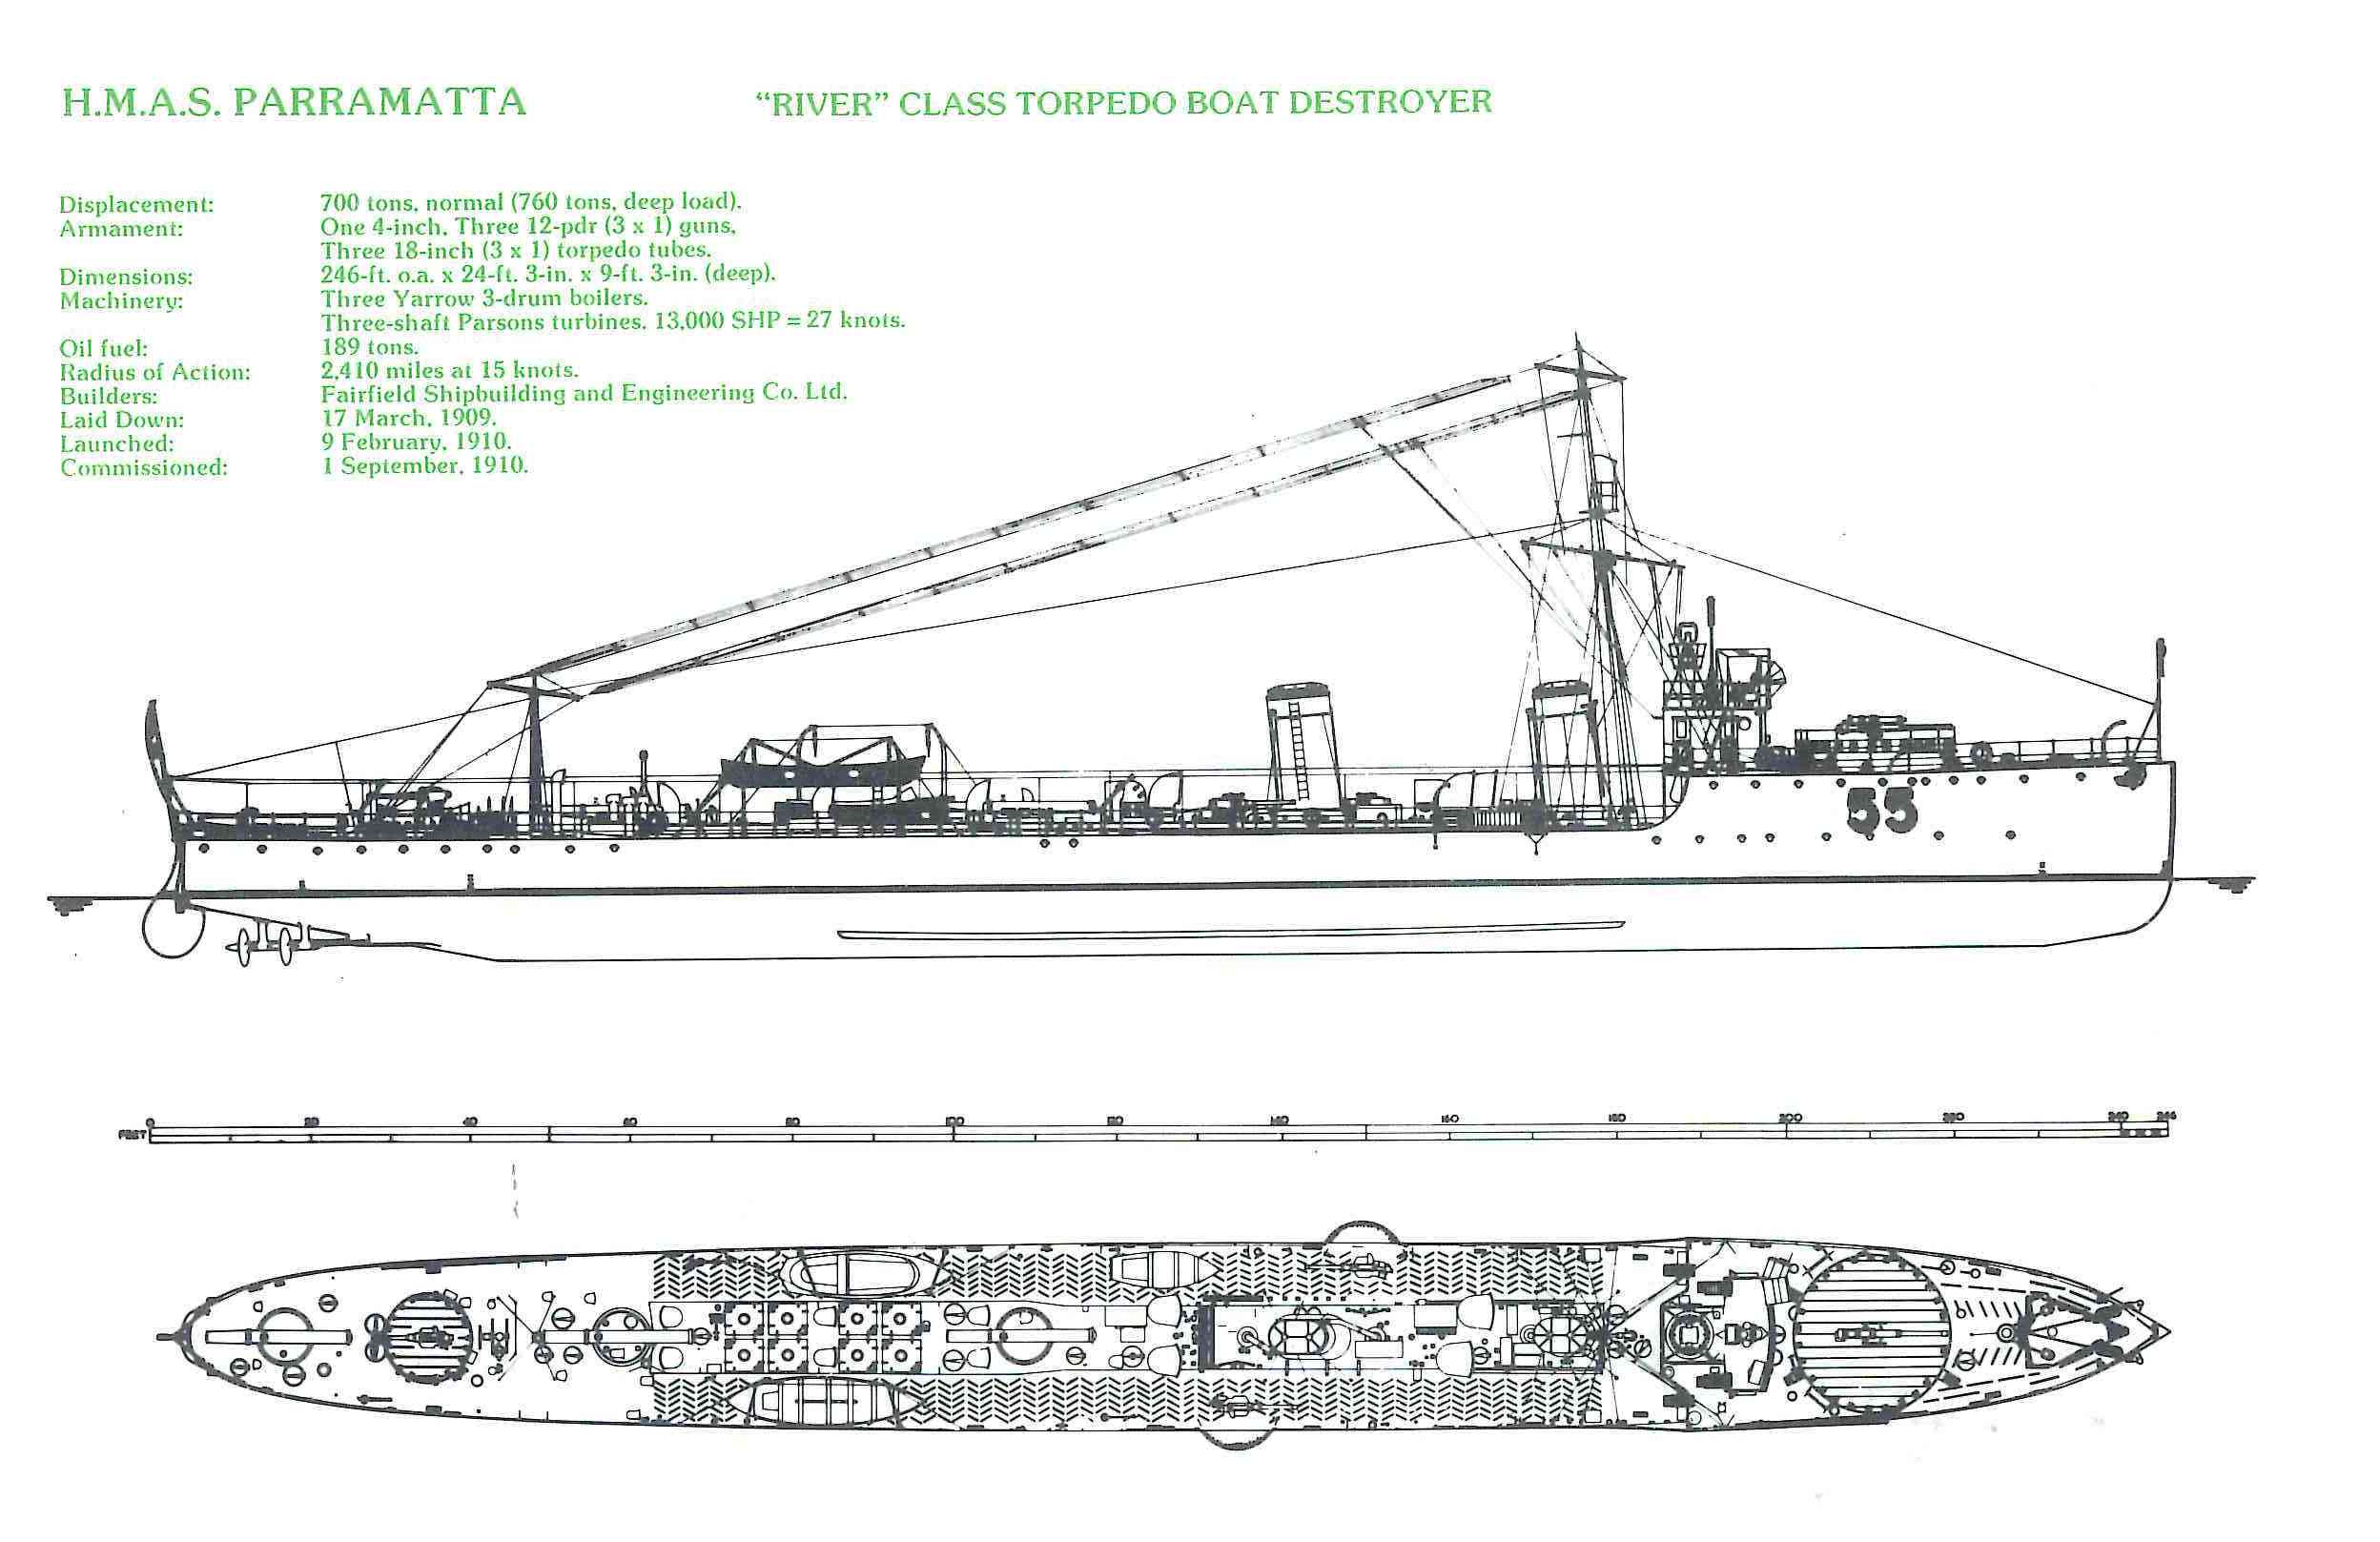 H.M.A.S. PARRAMATTA
“RIVER” CLASS TORPEDO BOAT DESTROYER
Displacement: 700 tons, normal (760 tons, deep load).
Armament: One 4-inch, Three 12-pdr (3 x 1) guns,
Three 18-inch (3 x 1) torpedo tubes.
Dimensions: 246-ft. o.a. x 24-ft. 3-in. x 9-ft. 3-in. (deep).
Machinery: Three Yarrow 3-drum boilers.
Three-shaft Parsons turbines, 13,000 SHP = 27 knots.
Oil fuel: 189 tons.
Radius of Action: 2,410 miles at 15 knots.
Builders: Fairfield Shipbuilding and Engineering Co. Ltd.
Laid Down: 17 March, 1909.
Launched: 9 February, 1910.
Commissioned: 1 September, 1910.
55
FEET 0 20 40 60 80 100 120 140 160 180 200 220 240 246